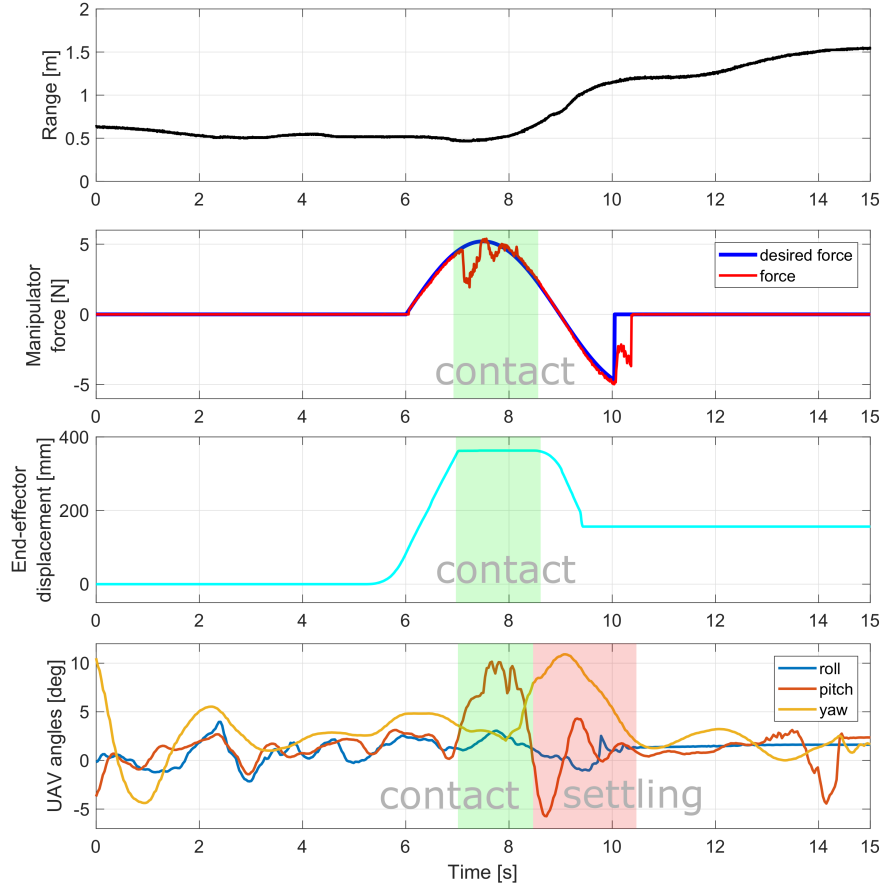 2
1.5
1
0.5
0
Range [m]
0 2 4 6 8 10 12 14 15
5
0
-5
Manipulator
force [N]
desired force
force
contact
0 2 4 6 8 10 12 14 15
400
200
0
End-effector
displacement [mm]
contact
0 2 4 6 8 10 12 14 15
10
5
0
-5
UAV angles [deg]
roll
pitch
yaw
contact settling
0 2 4 6 8 10 12 14 15
Time [s]